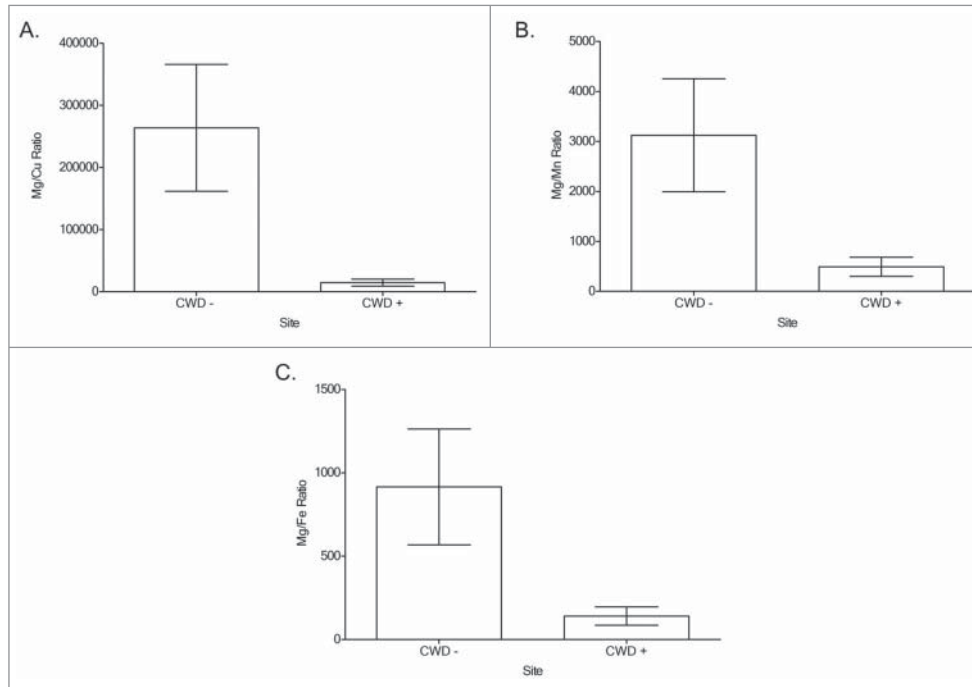 A.
400000
300000
200000
100000
0
Mg/Cu Ratio
CWD -
CWD +
Site
B.
5000
4000
3000
2000
1000
0
Mg/Mn Ratio
CWD -
CWD +
Site
C.
1500
1000
500
0
Mg/Fe Ratio
CWD -
CWD +
Site